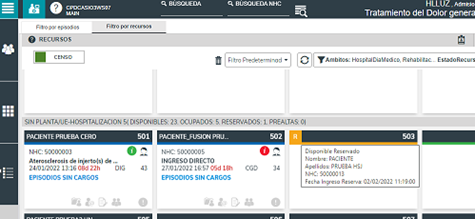 CPDCASIO3WS87
MAIN
BÚSQUEDA
BÚSQUEDA NHC
HLLUZ, Adminis
Tratamiento del Dolor genera
Filtro por episodios
Filtro por recursos
RECURSOS
CENSO
Filtro Predeterminad
Ambitos: HospitalDiaMedico, Rehabilitac... EstadoRecurs
SIN PLANTA/UE-HOSPITALIZACION 5( DISPONIBLES: 23. OCUPADOS: 5. RESERVADOS: 1. PREALTAS: 0)
PACIENTE PRUEBA CERO 501
NHC: 50000003
Aterosclerosis de injerto(s) de ...
24/01/2022 13:16 08d 22h DIG 43
EPISODIOS SIN CARGOS
PACIENTE_FUSION PRU... 502
NHC: 50000005
INGRESO DIRECTO
27/01/2022 16:57 05d 18h CGD 34
EPISODIOS SIN CARGOS
R 503
Disponible Reservado
Nombre: PACIENTE
Apellidos: PRUEBA HSJ
NHC: 50000013
Fecha Ingreso Reserva 02/02/2022 11:19:00